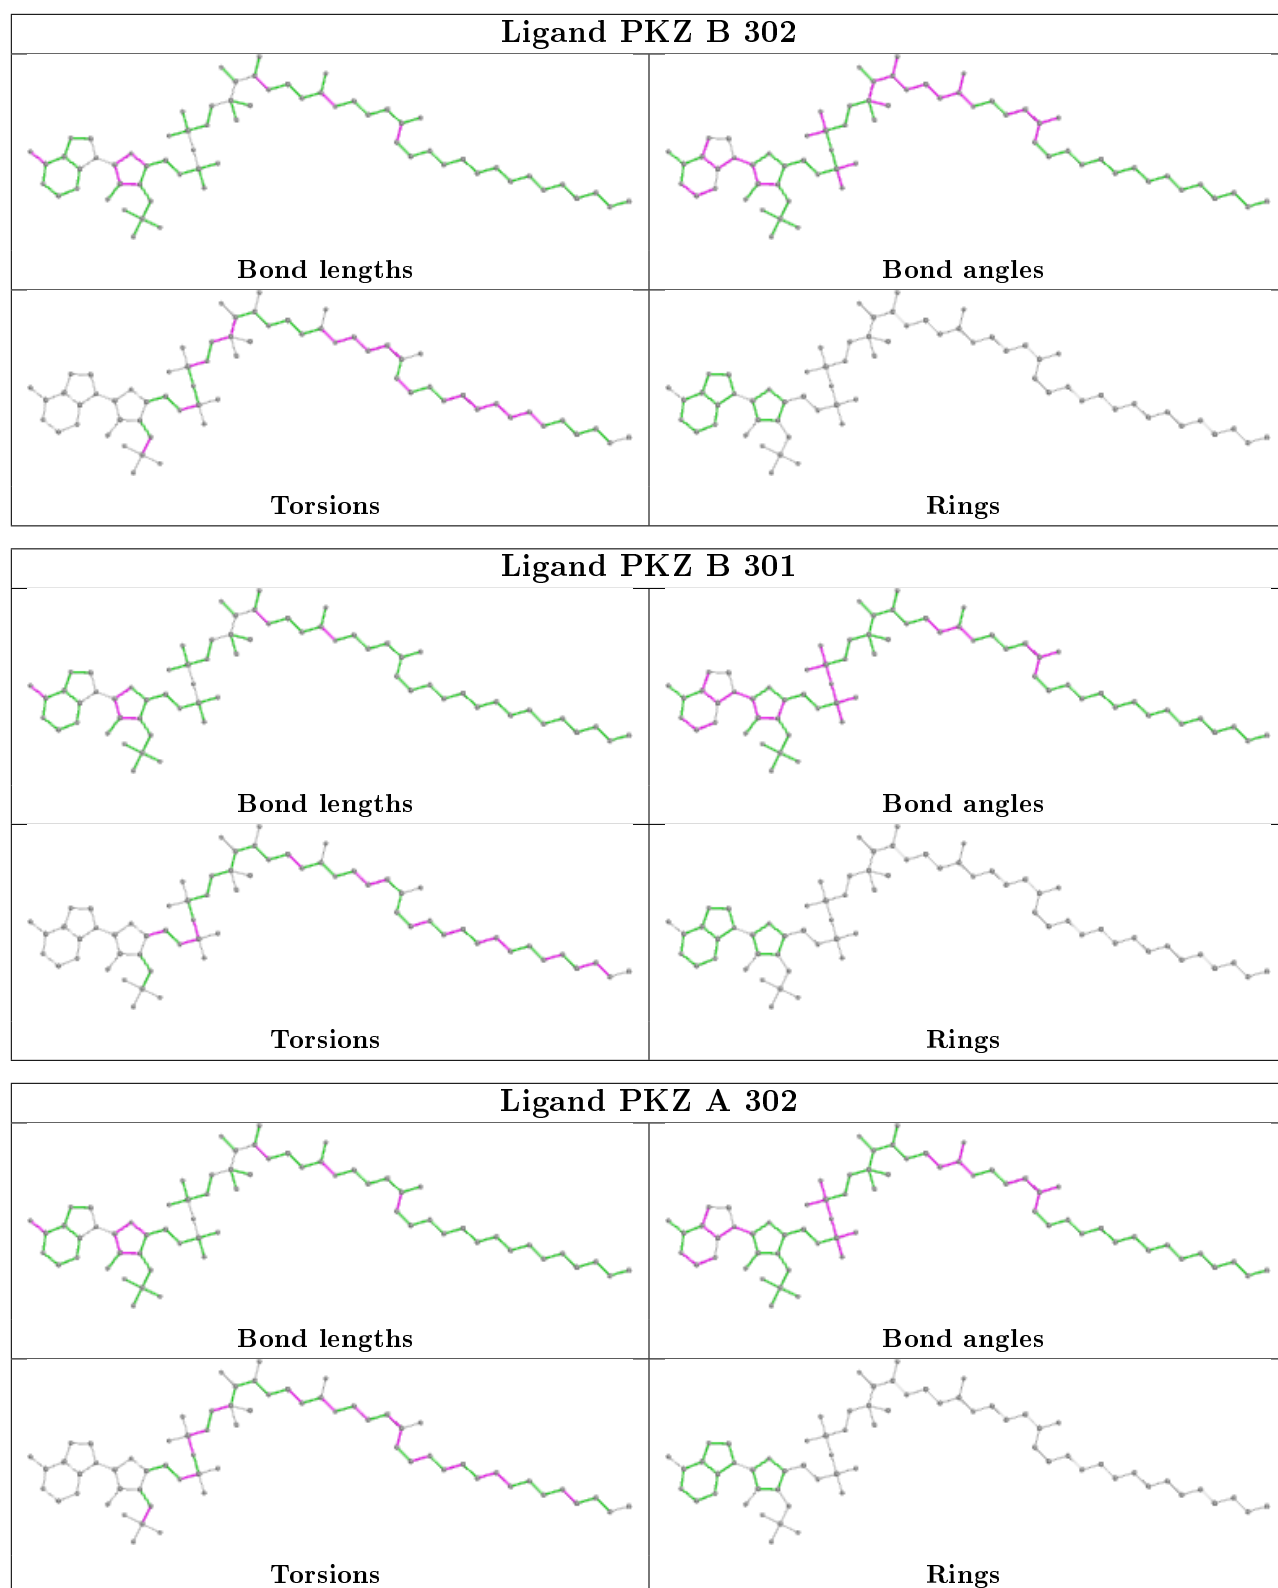 Ligand PKZ B 302
Bond lengths
Bond angles
Torsions
Rings
Ligand PKZ B 301
Bond lengths
Bond angles
Torsions
Rings
Ligand PKZ A 302
Bond lengths
Bond angles
Torsions
Rings